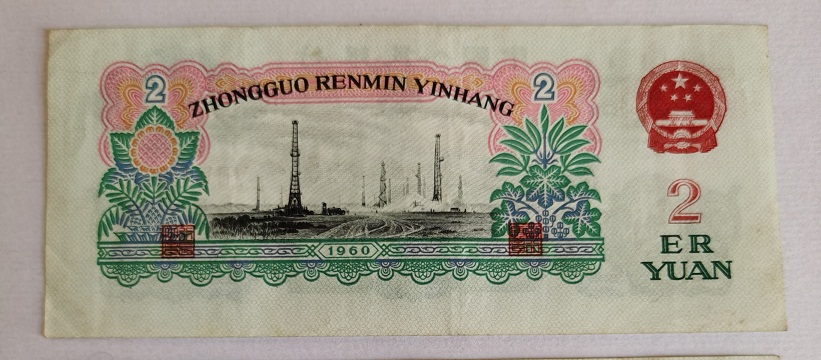 2 2
ZHONGGUO RENMIN YINHANG
1960
2
ER
YUAN